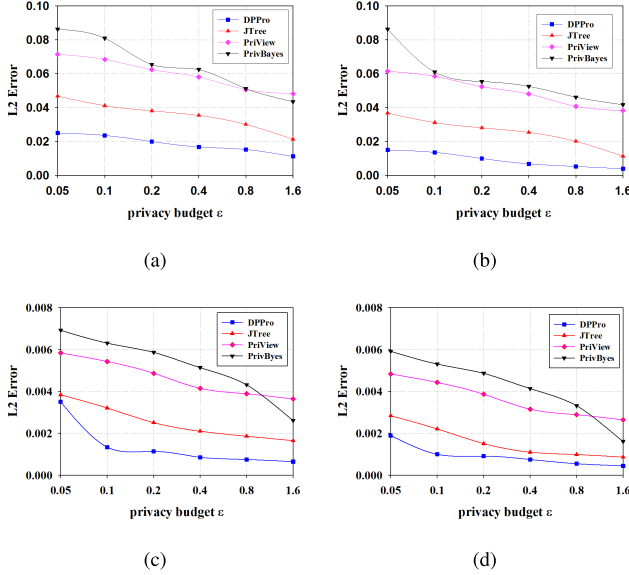 0.10
0.08
0.06
0.04
0.02
0.00
L2 Error
DPPro
JTree
PriView
PrivBayes
0.05 0.1 0.2 0.4 0.8 1.6
privacy budget ε
(a)
0.10
0.08
0.06
0.04
0.02
0.00
L2 Error
DPPro
JTree
PriView
PrivBayes
0.05 0.1 0.2 0.4 0.8 1.6
privacy budget ε
(b)
0.008
0.006
0.004
0.002
0.000
L2 Error
DPPro
JTree
PriView
PrivByes
0.05 0.1 0.2 0.4 0.8 1.6
privacy budget ε
(c)
0.008
0.006
0.004
0.002
0.000
L2 Error
DPPro
JTree
PriView
PrivByes
0.05 0.1 0.2 0.4 0.8 1.6
privacy budget ε
(d)